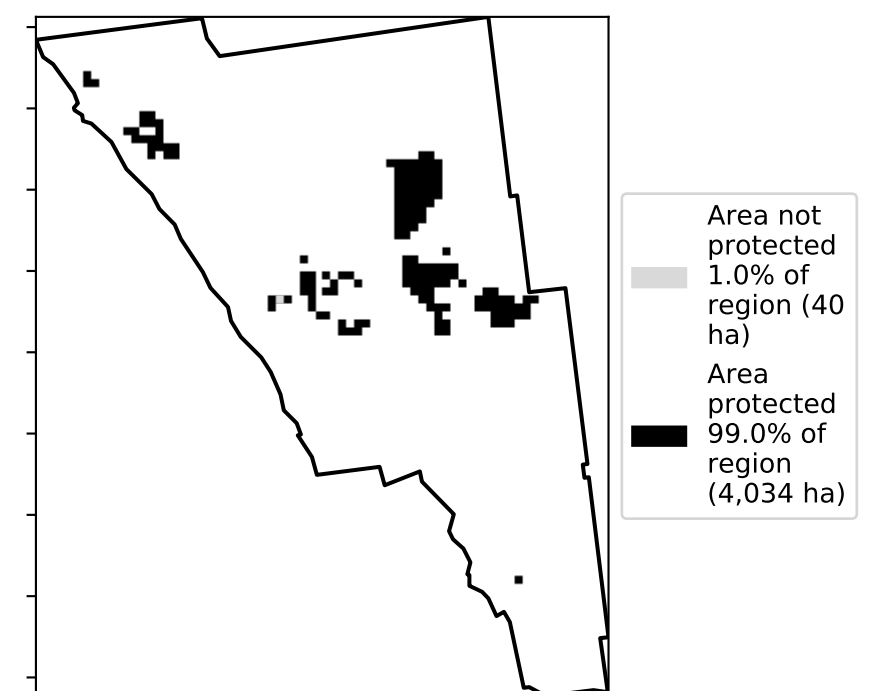 Area not
protected
1.0% of
region (40
ha)
Area
protected
99.0% of
region
(4,034 ha)